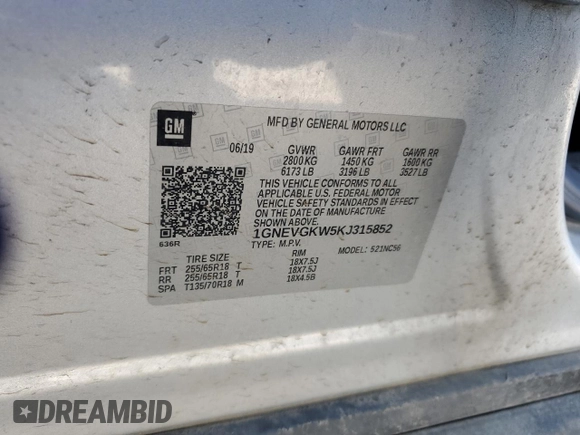 GM
MFD BY GENERAL MOTORS LLC
06/19 GVWR GAWR FRT GAWR RR
2800 KG 1450 KG 1600 KG
6173 LB 3196 LB 3527 LB
THIS VEHICLE CONFORMS TO ALL
APPLICABLE U.S. FEDERAL MOTOR
VEHICLE SAFETY STANDARDS IN
EFFECT ON THE DATE OF MANUFACTURE
SHOWN ABOVE.
1GNEVGKW5KJ315852
636R
TYPE: M.P.V. MODEL: 521NC56
TIRE SIZE RIM
FRT 255/65R18 T 18X7.5J
RR 255/65R18 T 18X7.5J
SPA T135/70R18 M 18X4.5B
DREAMBID